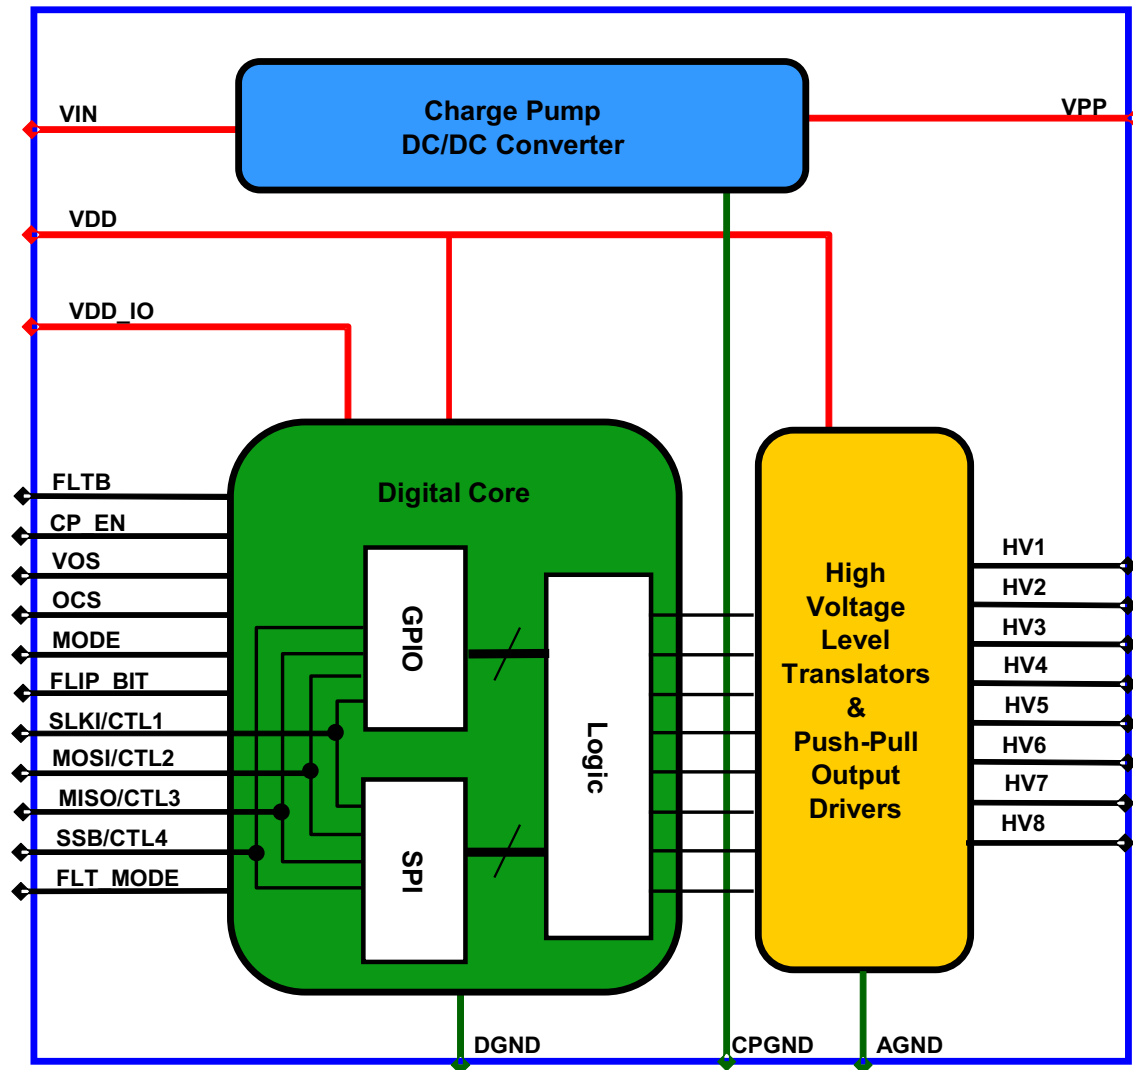 Charge Pump
DC/DC Converter
VIN
VPP
VDD
VDD_IO
Digital Core
FLTB
CP_EN
VOS
OCS
MODE
FLIP_BIT
SLKI/CTL1
MOSI/CTL2
MISO/CTL3
SSB/CTL4
FLT_MODE
GPIO
SPI
Logic
High
Voltage
Level
Translators
&
Push-Pull
Output
Drivers
HV1
HV2
HV3
HV4
HV5
HV6
HV7
HV8
DGND
CPGND
AGND